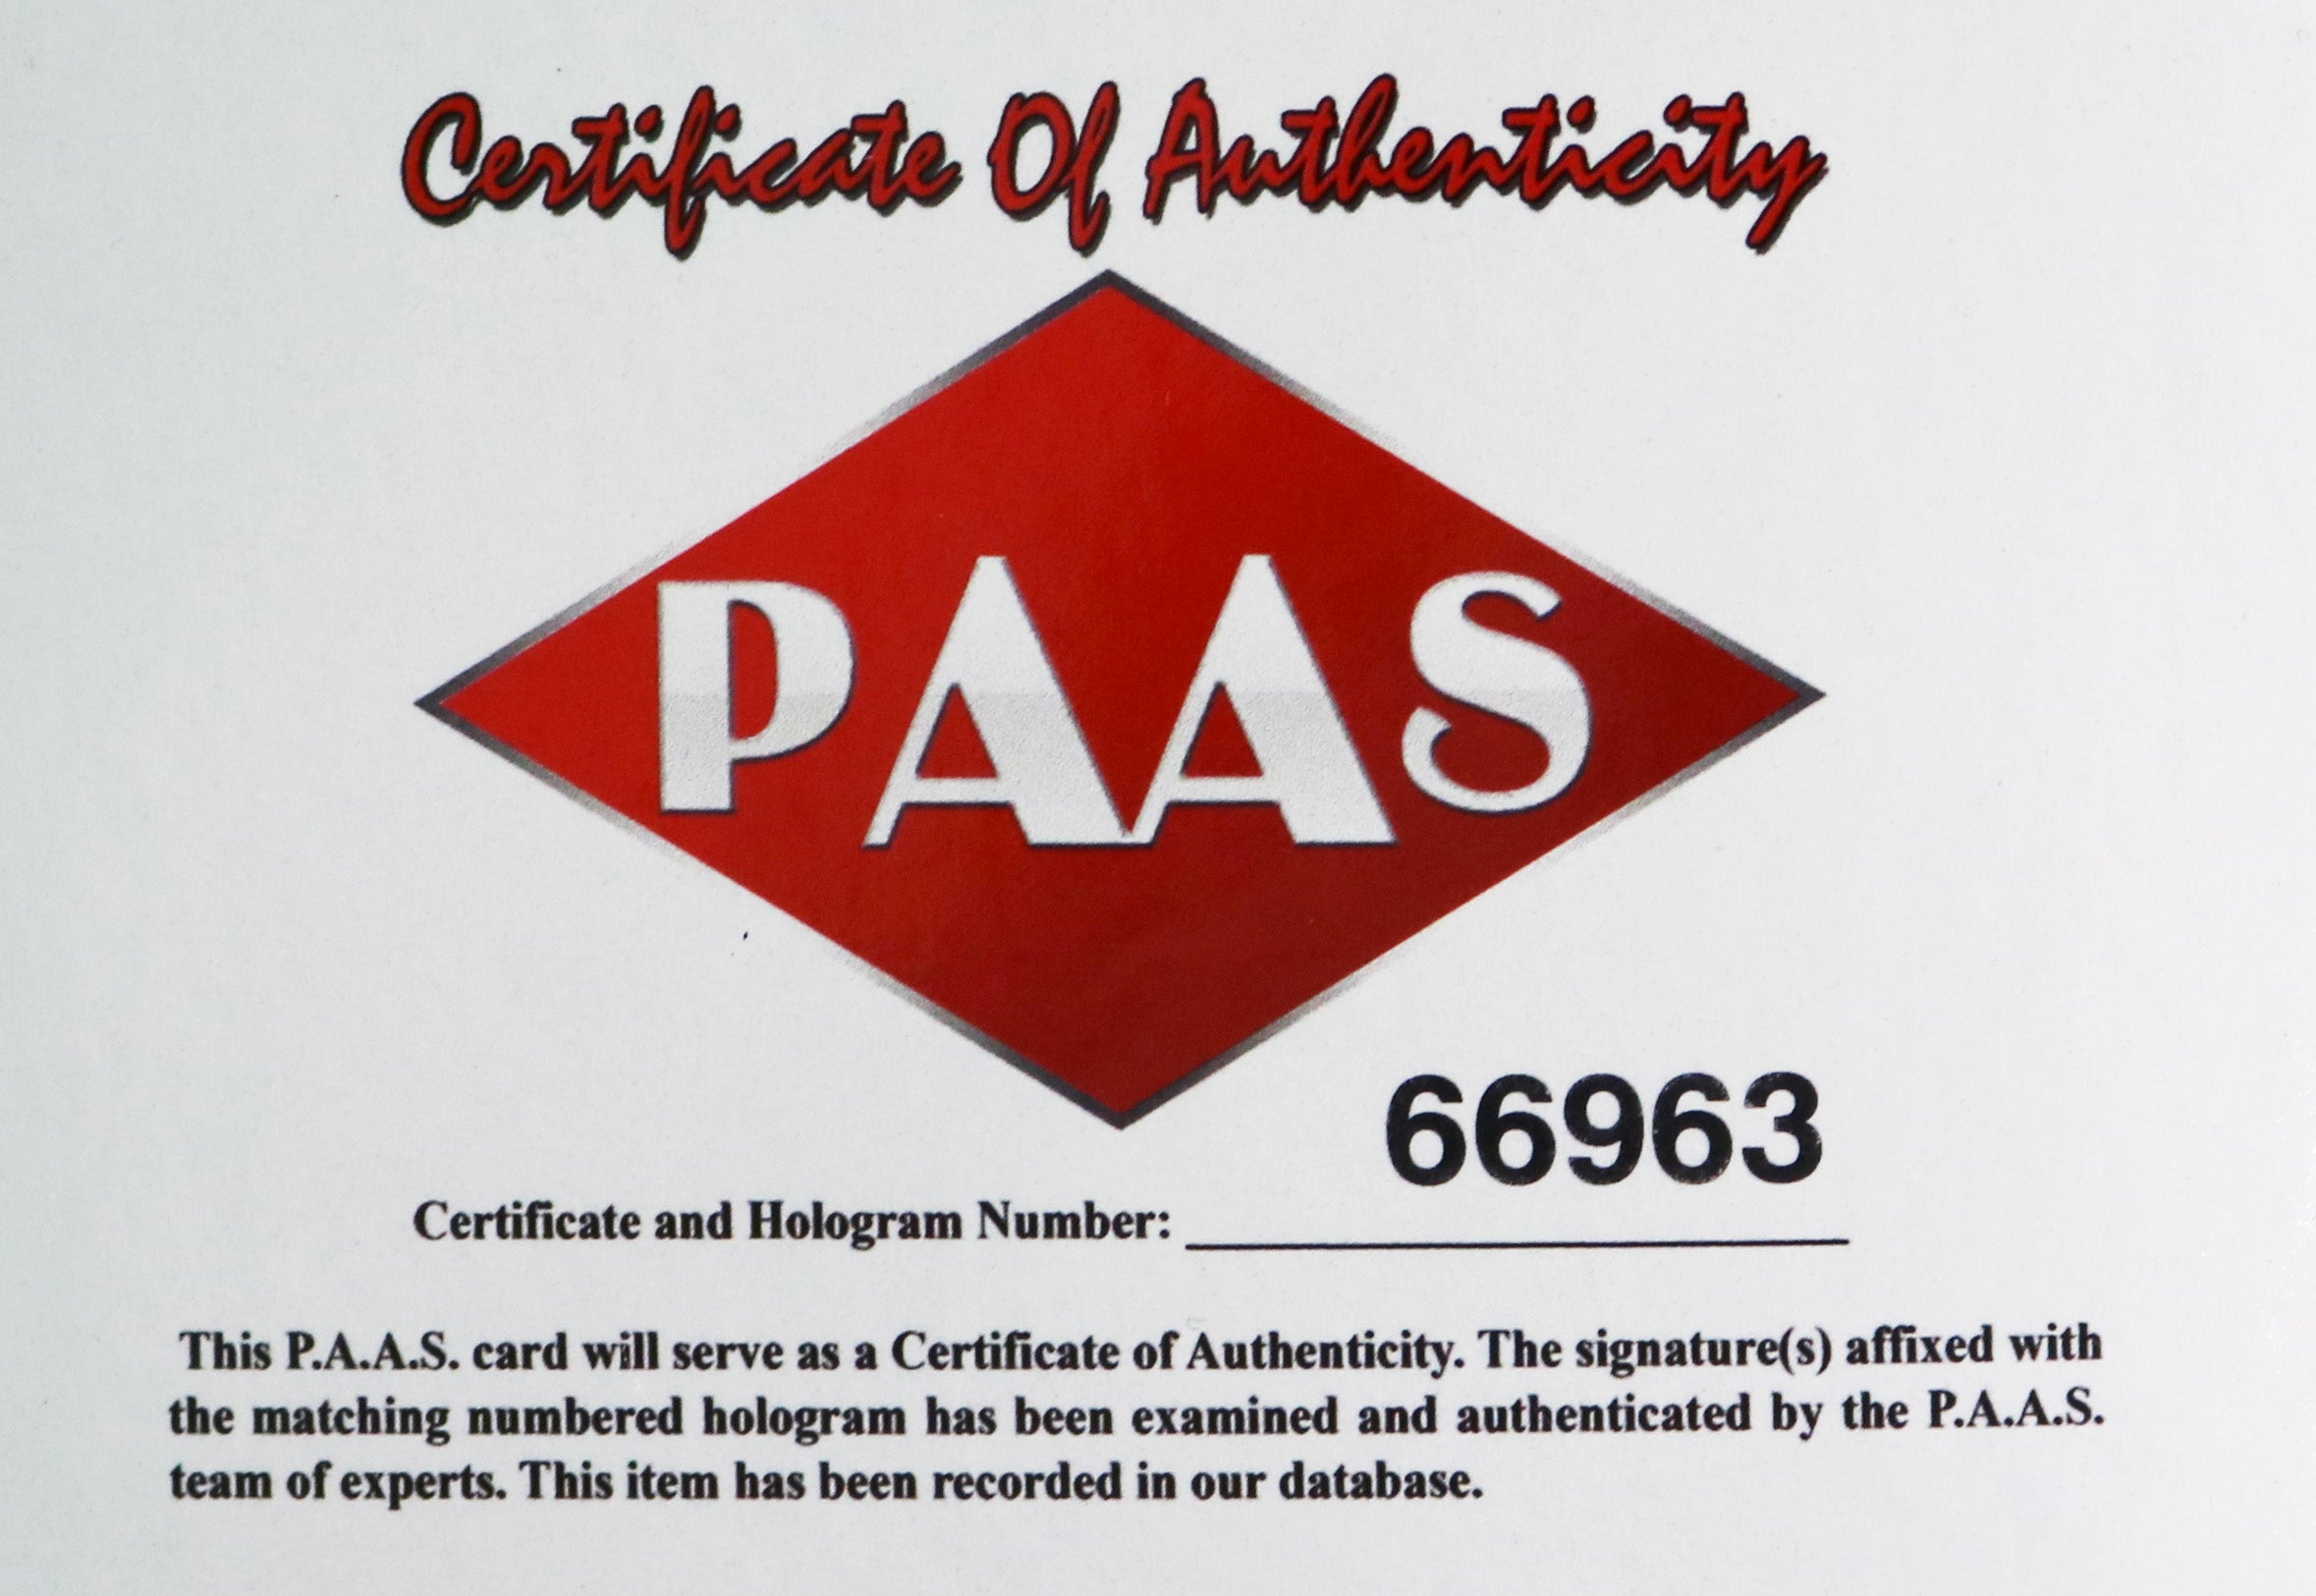 Certificate Of Authenticity
PAAS
66963
Certificate and Hologram Number:
This P.A.A.S. card will serve as a Certificate of Authenticity. The signature(s) affixed with
the matching numbered hologram has been examined and authenticated by the P.A.A.S.
team of experts. This item has been recorded in our database.